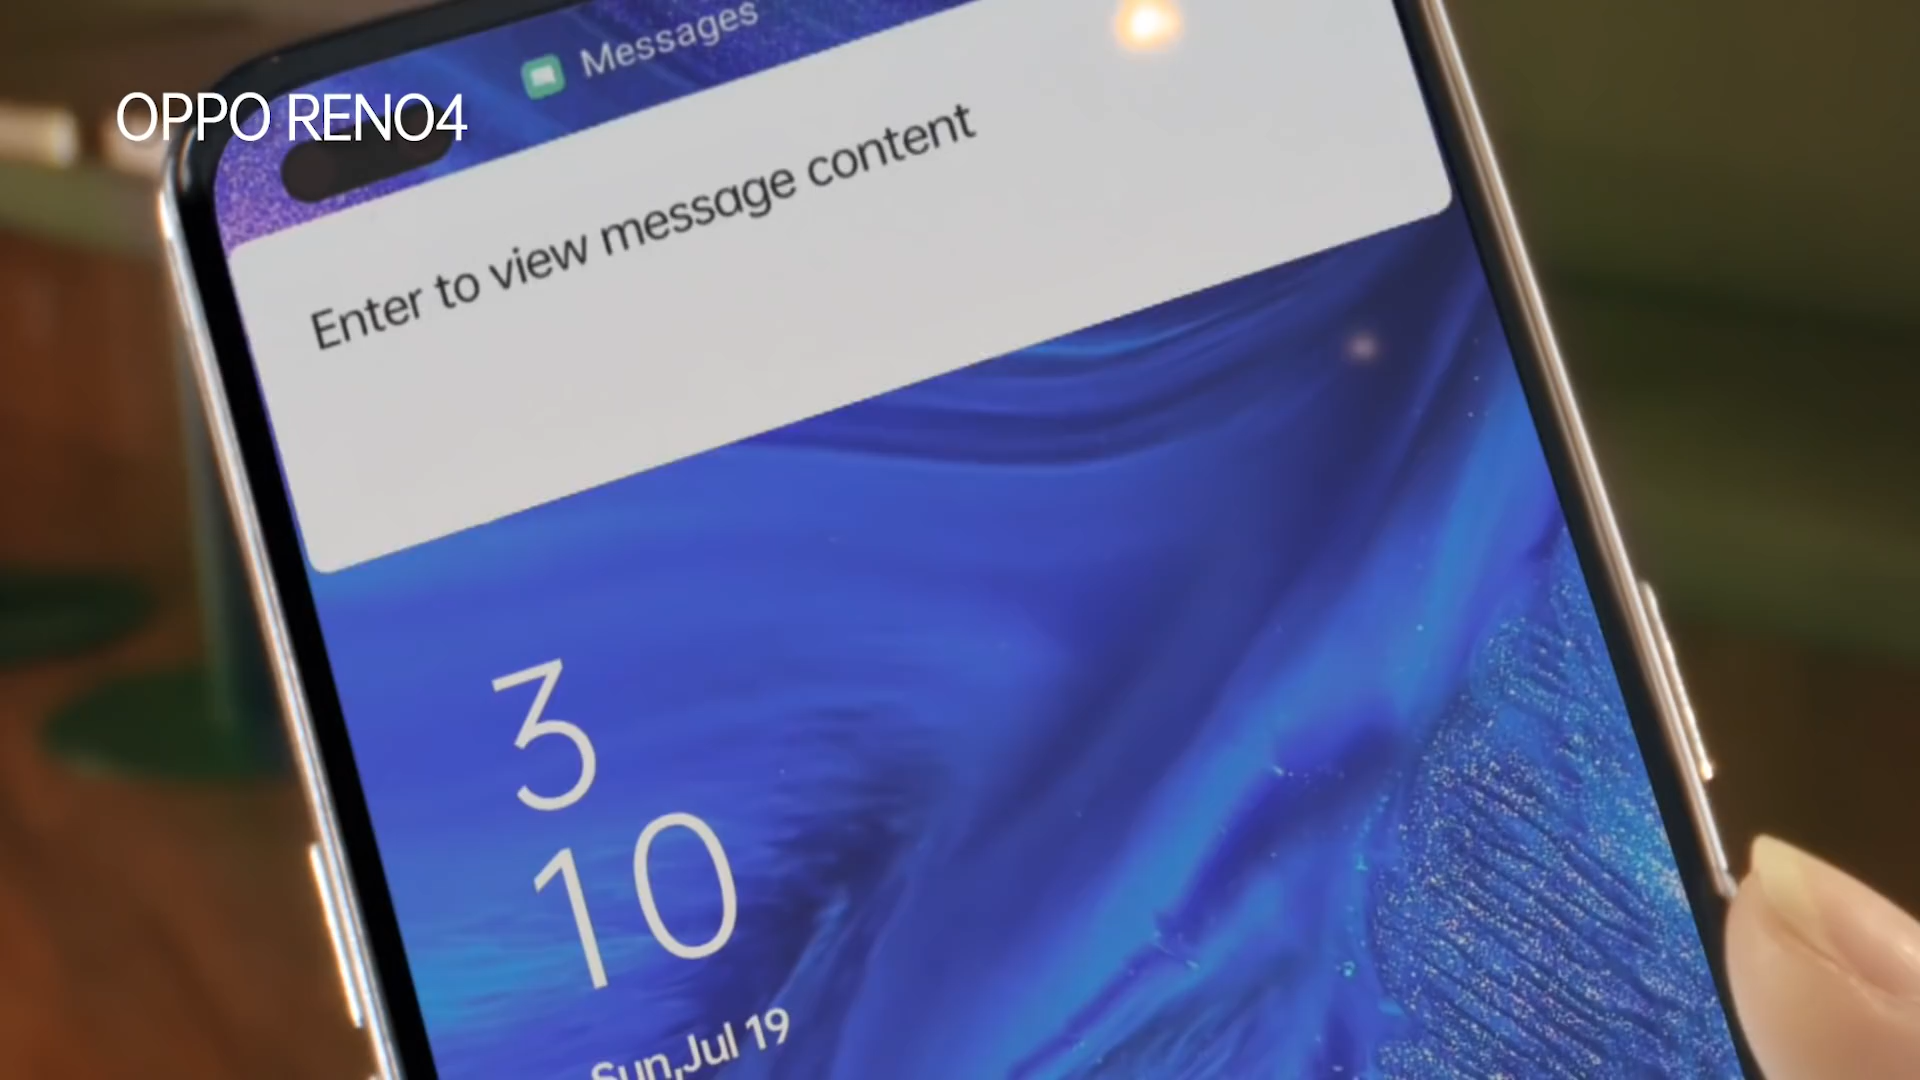 OPPO RENO4
Messages
Enter to view message content
3
10
Sun,Jul 19